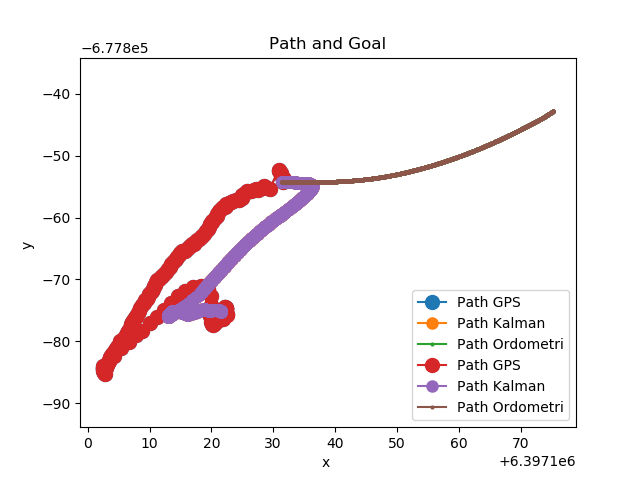 Path and Goal
−6.778e5
−40
−50
−60
−70
−80
−90
y
0 10 20 30 40 50 60 70
x
+6.3971e6
Path GPS
Path Kalman
Path Ordometri
Path GPS
Path Kalman
Path Ordometri